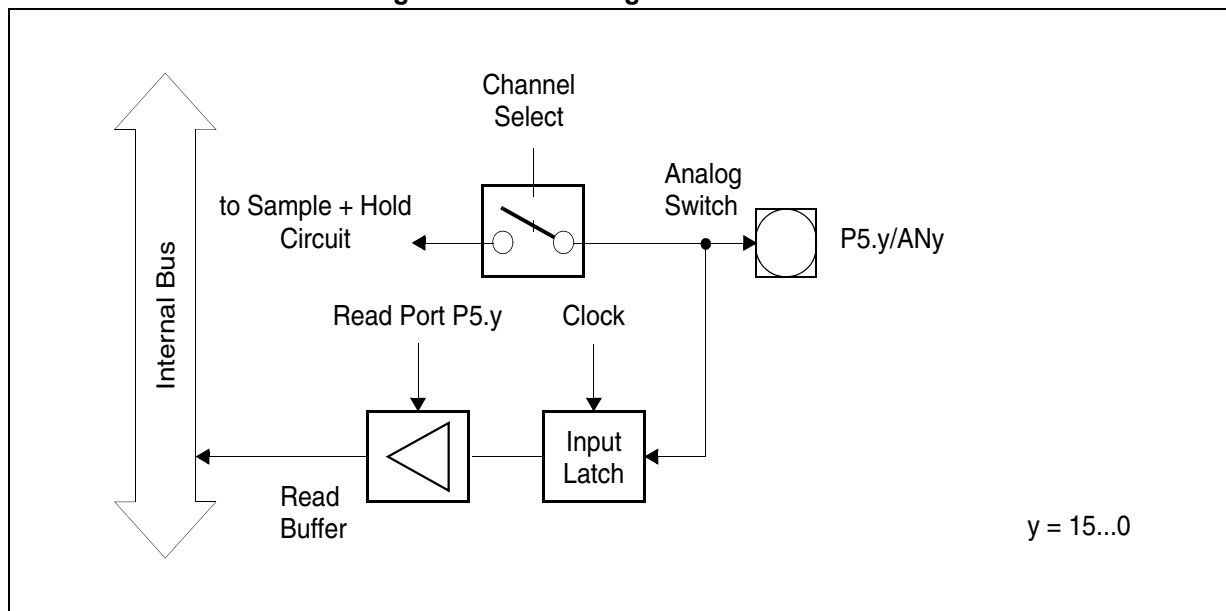 Channel
Select
Analog
Switch
to Sample + Hold
Circuit
P5.y/ANy
Internal Bus
Read Port P5.y
Clock
Input
Latch
Read
Buffer
y = 15...0